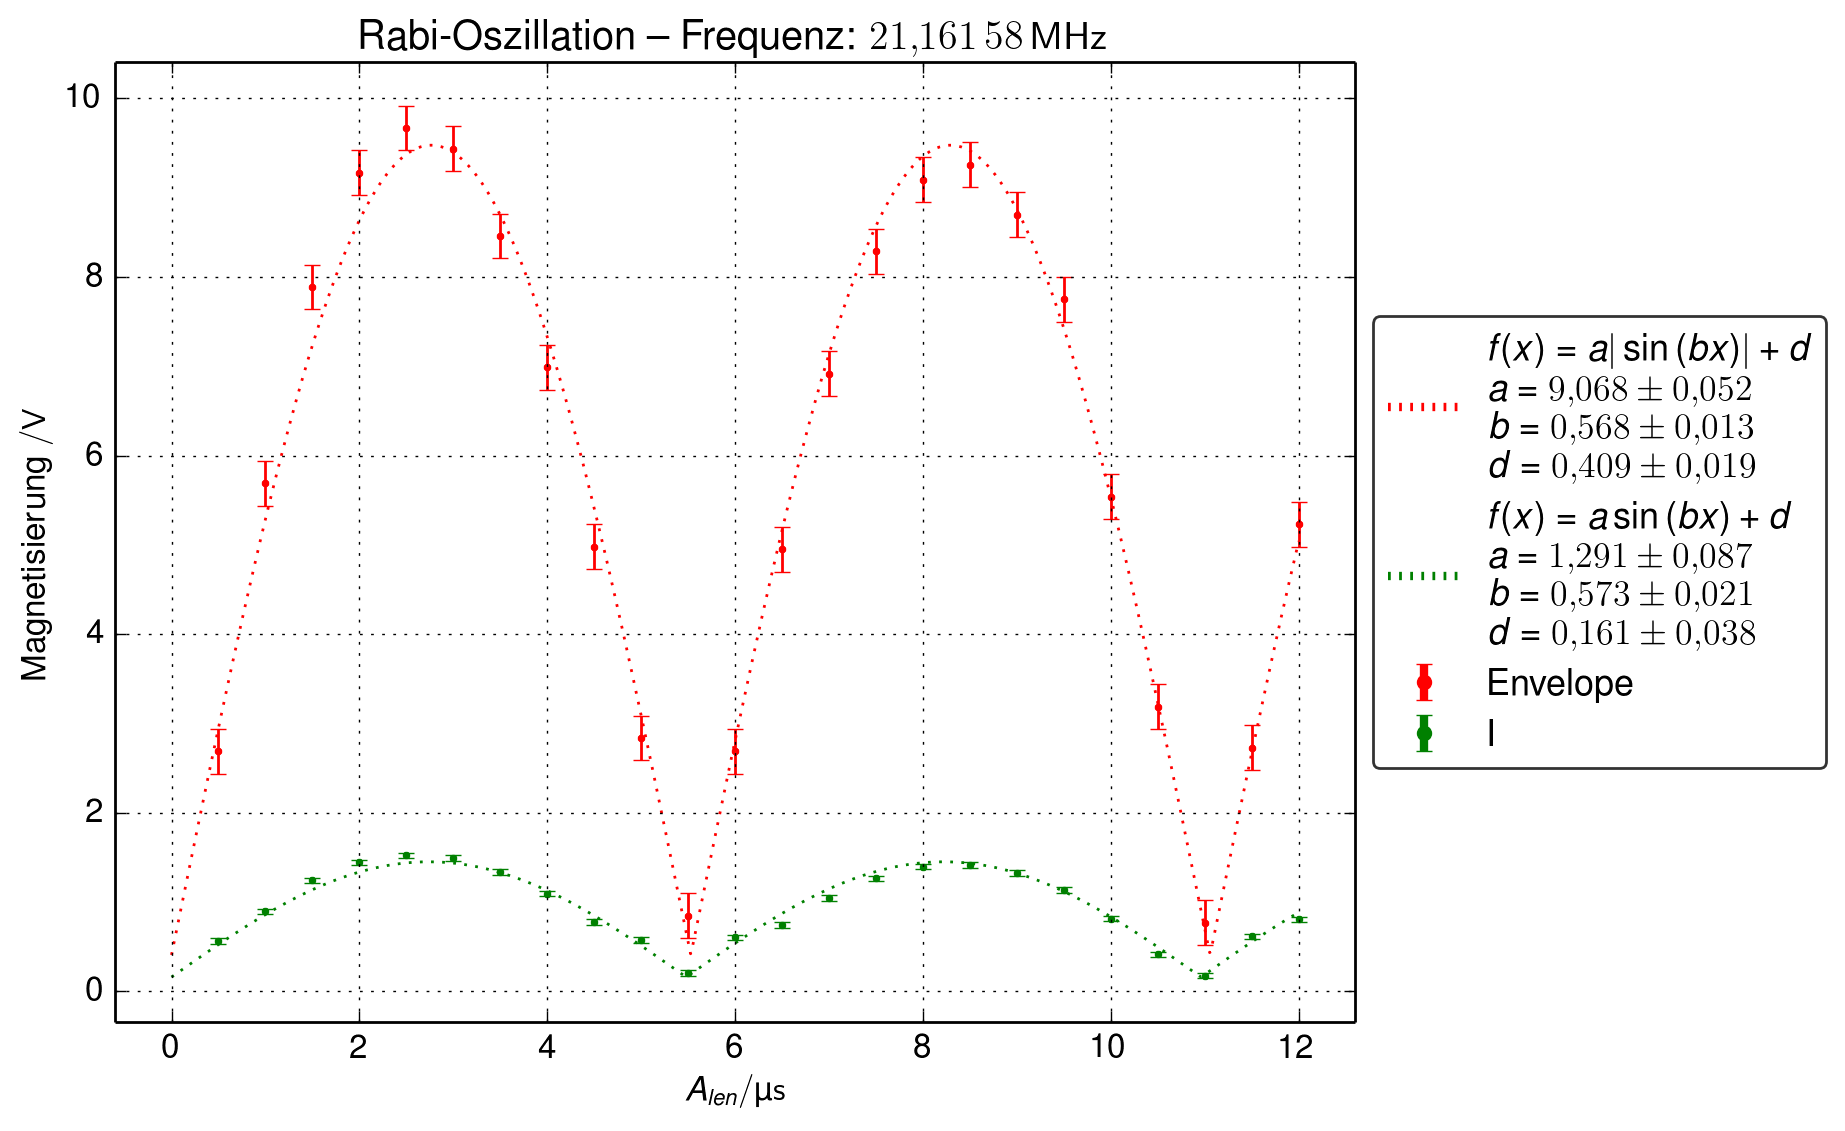 Rabi-Oszillation – Frequenz: 21,161 58 MHz
10
8
6
4
2
0
Magnetisierung /V
0 2 4 6 8 10 12
A_len/µs
f(x) = a| sin (bx)| + d
a = 9,068 ± 0,052
b = 0,568 ± 0,013
d = 0,409 ± 0,019
f(x) = a sin (bx) + d
a = 1,291 ± 0,087
b = 0,573 ± 0,021
d = 0,161 ± 0,038
Envelope
I